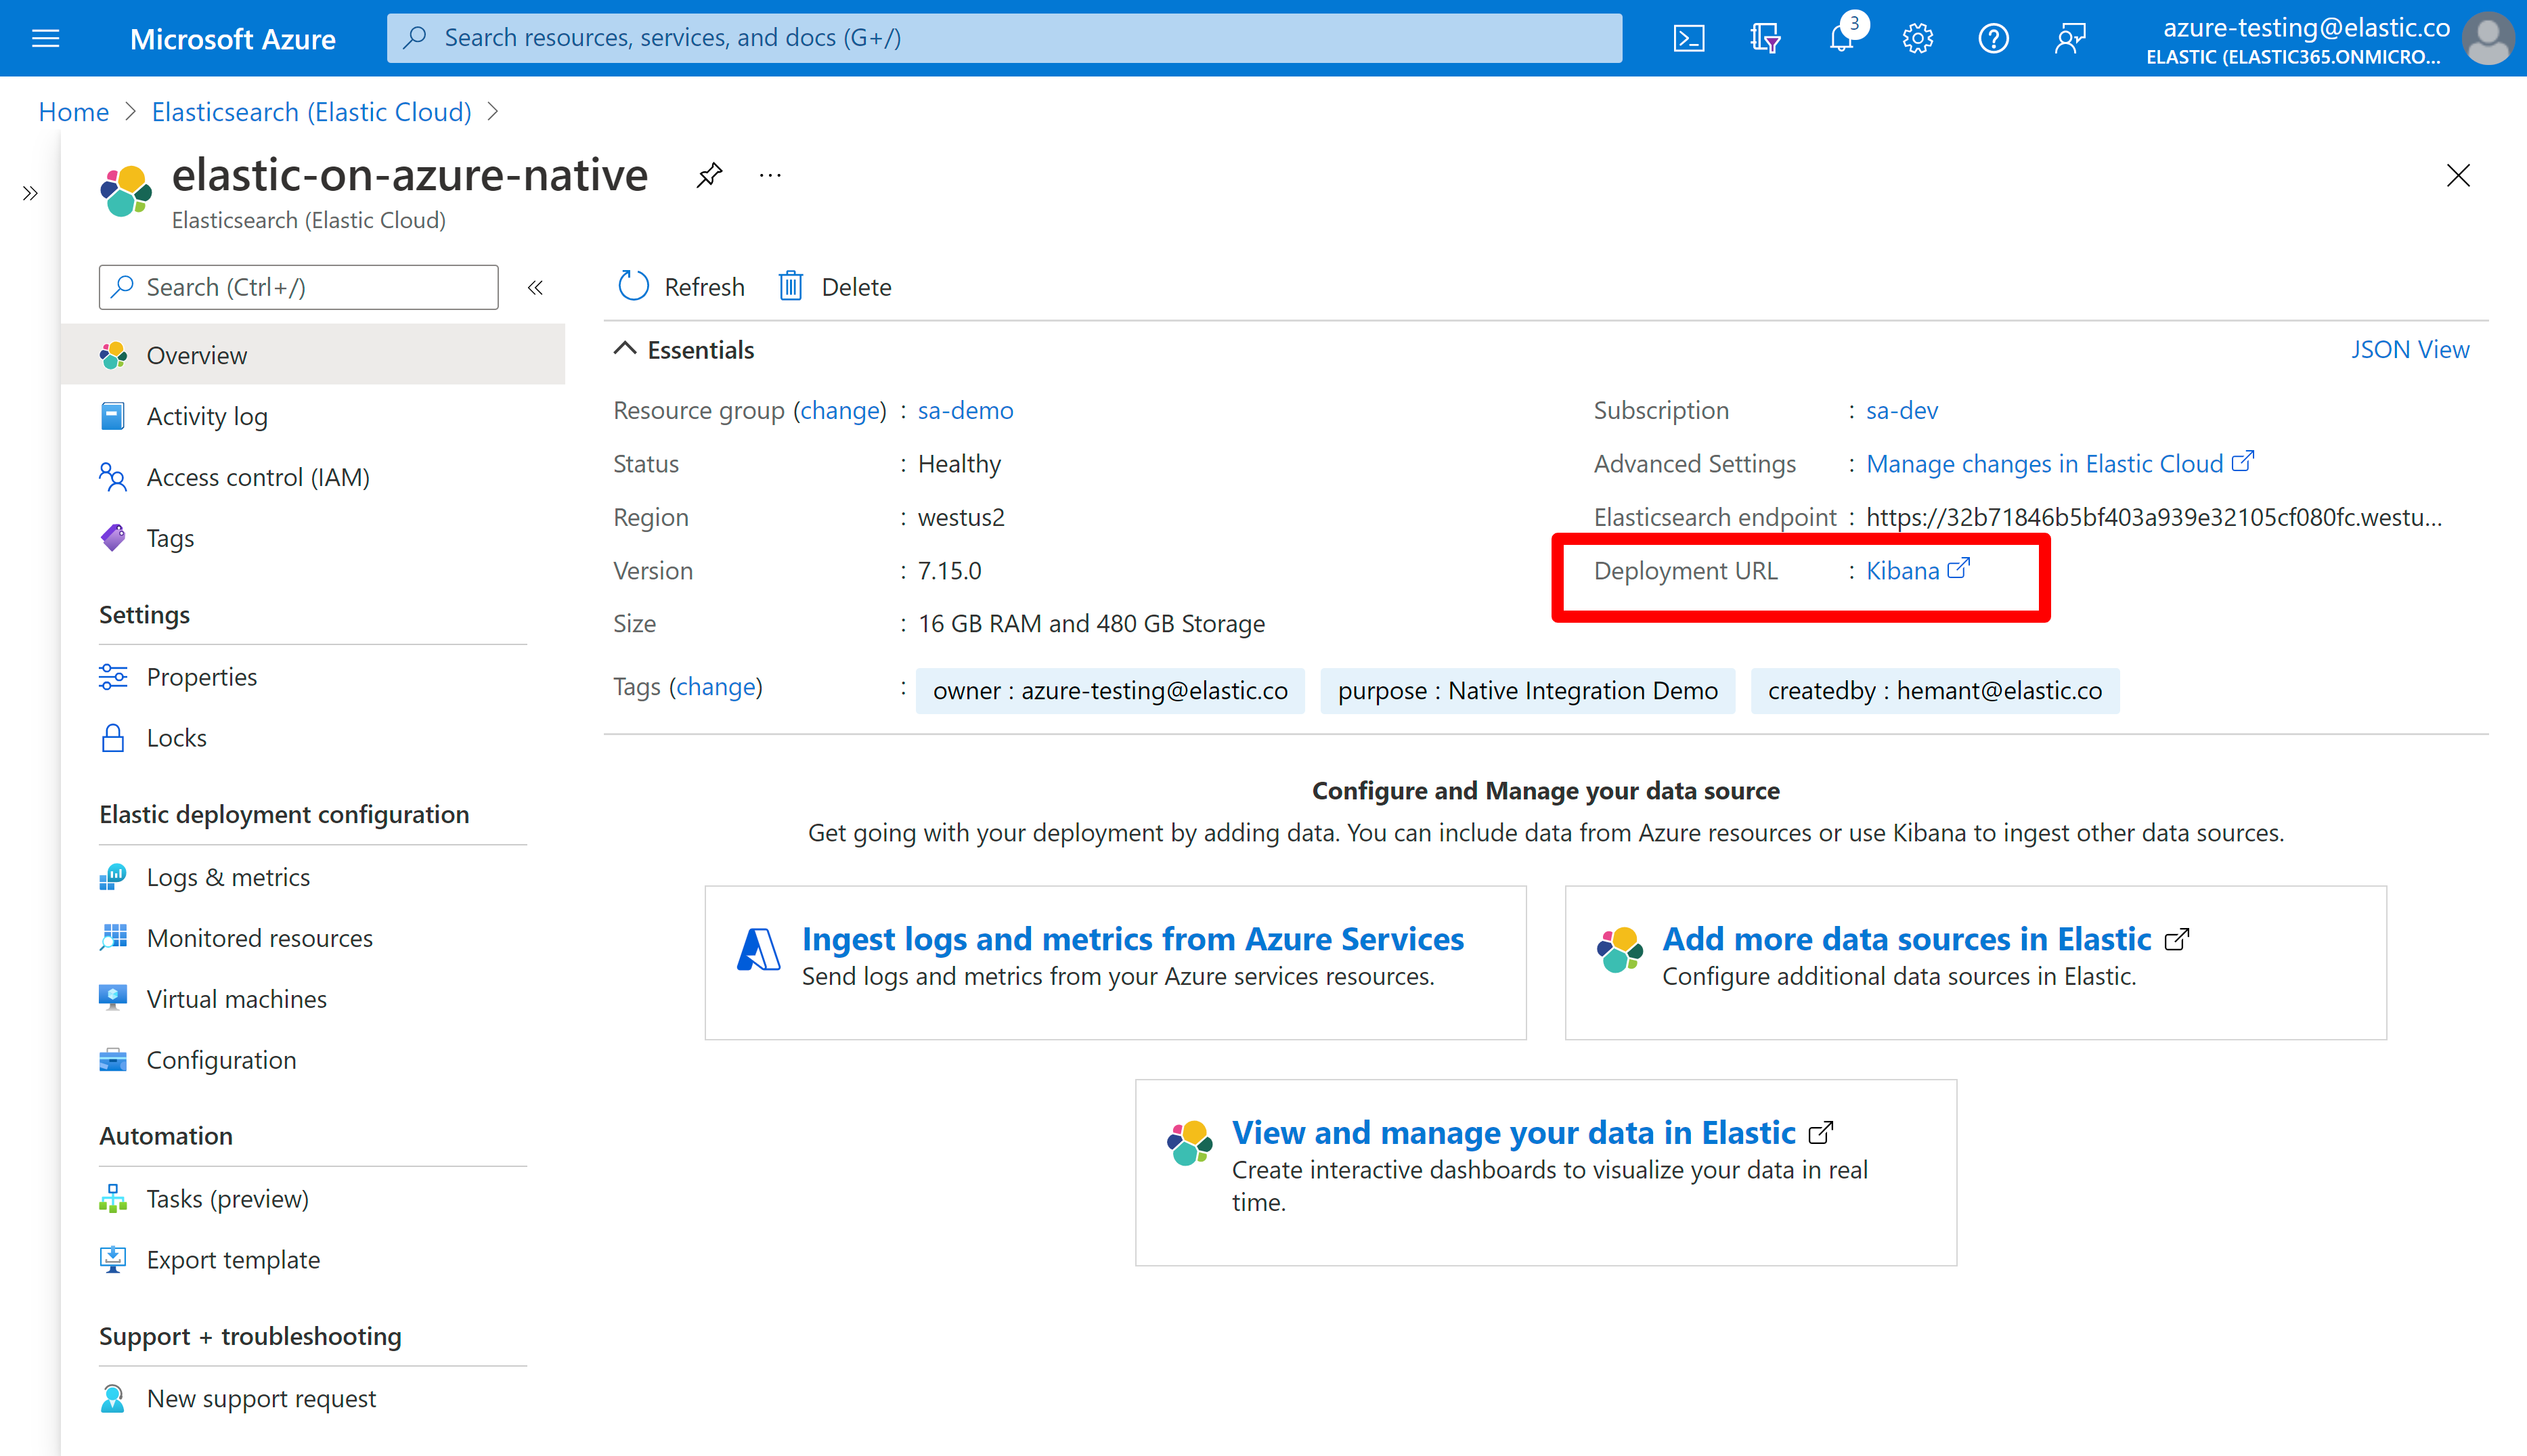 Microsoft Azure
Search resources, services, and docs (G+/)
3
azure-testing@elastic.co
ELASTIC (ELASTIC365.ONMICRO...
Home > Elasticsearch (Elastic Cloud) >
elastic-on-azure-native
Elasticsearch (Elastic Cloud)
Search (Ctrl+/)
Overview
Activity log
Access control (IAM)
Tags
Settings
Properties
Locks
Elastic deployment configuration
Logs & metrics
Monitored resources
Virtual machines
Configuration
Automation
Tasks (preview)
Export template
Support + troubleshooting
New support request
Refresh
Delete
Essentials
JSON View
Resource group (change) : sa-demo
Status : Healthy
Region : westus2
Version : 7.15.0
Size : 16 GB RAM and 480 GB Storage
Subscription : sa-dev
Advanced Settings : Manage changes in Elastic Cloud
Elasticsearch endpoint : https://32b71846b5bf403a939e32105cf080fc.westu...
Deployment URL : Kibana
Tags (change) : owner : azure-testing@elastic.co purpose : Native Integration Demo createdby : hemant@elastic.co
Configure and Manage your data source
Get going with your deployment by adding data. You can include data from Azure resources or use Kibana to ingest other data sources.
Ingest logs and metrics from Azure Services
Send logs and metrics from your Azure services resources.
Add more data sources in Elastic
Configure additional data sources in Elastic.
View and manage your data in Elastic
Create interactive dashboards to visualize your data in real
time.